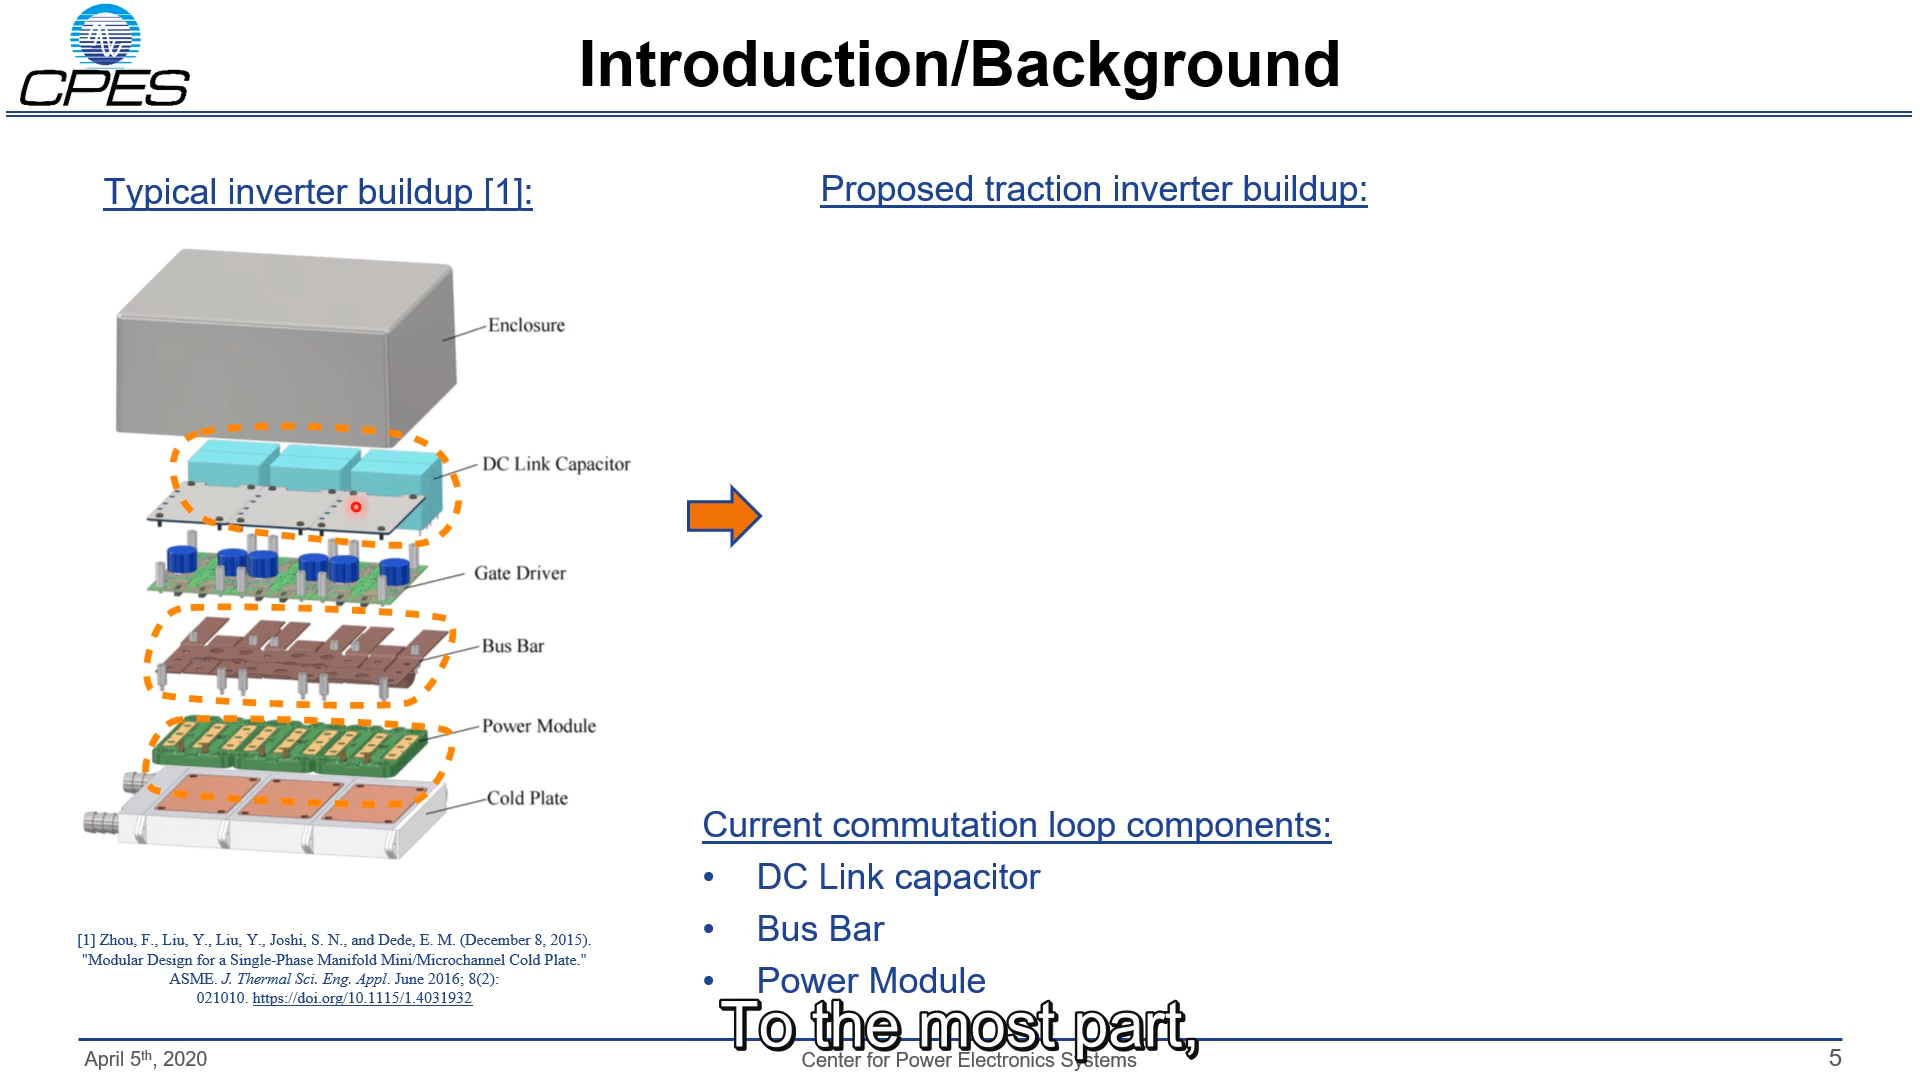 CPES
Introduction/Background
Typical inverter buildup [1]:
Proposed traction inverter buildup:
Enclosure
DC Link Capacitor
Gate Driver
Bus Bar
Power Module
Cold Plate
Current commutation loop components:
• DC Link capacitor
• Bus Bar
• Power Module
[1] Zhou, F., Liu, Y., Liu, Y., Joshi, S. N., and Dede, E. M. (December 8, 2015).
"Modular Design for a Single-Phase Manifold Mini/Microchannel Cold Plate."
ASME. J. Thermal Sci. Eng. Appl. June 2016; 8(2):
021010. https://doi.org/10.1115/1.4031932
To the most part,
April 5th, 2020
Center for Power Electronics Systems
5